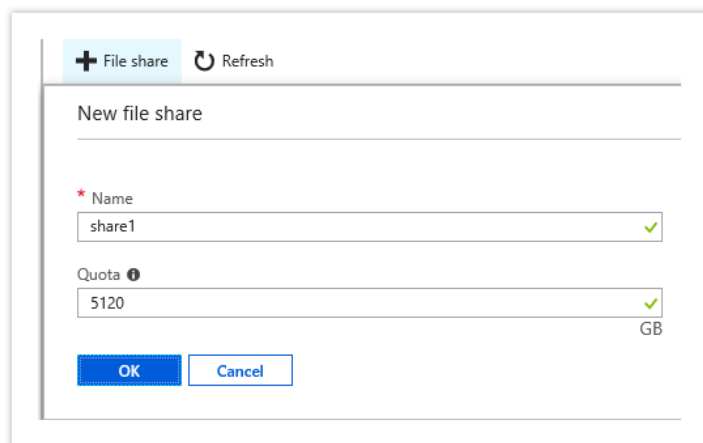 File share Refresh
New file share
* Name
share1
Quota
5120
GB
OK Cancel